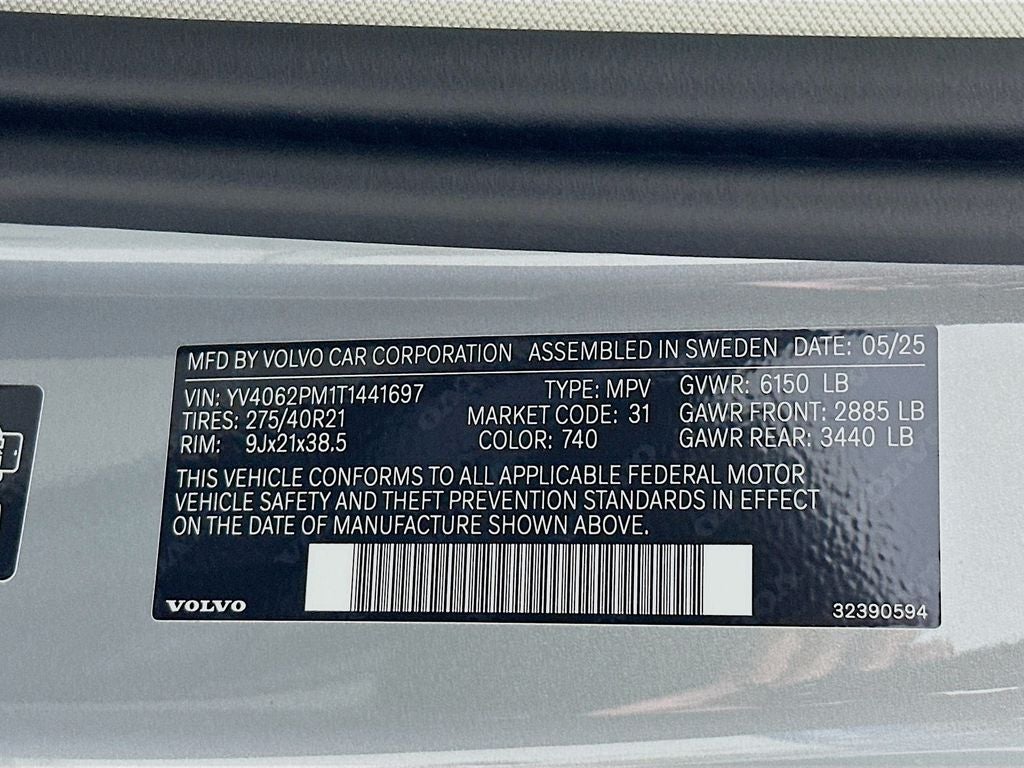 MFD BY VOLVO CAR CORPORATION ASSEMBLED IN SWEDEN DATE: 05/25
VIN: YV4062PM1T1441697 TYPE: MPV GVWR: 6150 LB
TIRES: 275/40R21 MARKET CODE: 31 GAWR FRONT: 2885 LB
RIM: 9Jx21x38.5 COLOR: 740 GAWR REAR: 3440 LB
THIS VEHICLE CONFORMS TO ALL APPLICABLE FEDERAL MOTOR
VEHICLE SAFETY AND THEFT PREVENTION STANDARDS IN EFFECT
ON THE DATE OF MANUFACTURE SHOWN ABOVE.
VOLVO 32390594